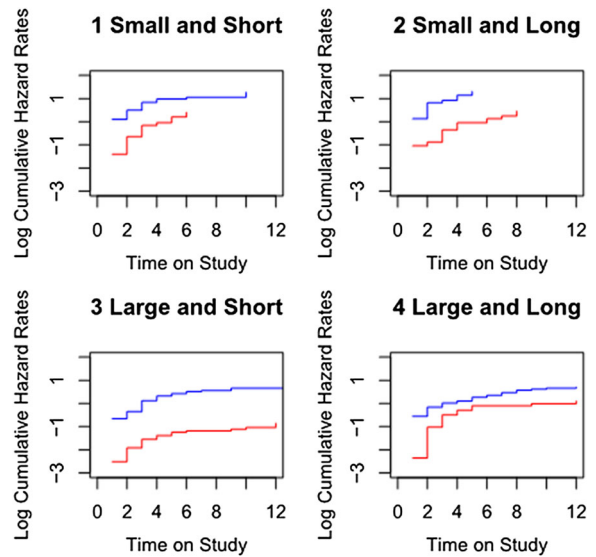 1 Small and Short
Log Cumulative Hazard Rates
1
−1
−3
0 2 4 6 8 12
Time on Study
2 Small and Long
Log Cumulative Hazard Rates
1
−1
−3
0 2 4 6 8 12
Time on Study
3 Large and Short
Log Cumulative Hazard Rates
1
−1
−3
0 2 4 6 8 12
Time on Study
4 Large and Long
Log Cumulative Hazard Rates
1
−1
−3
0 2 4 6 8 12
Time on Study